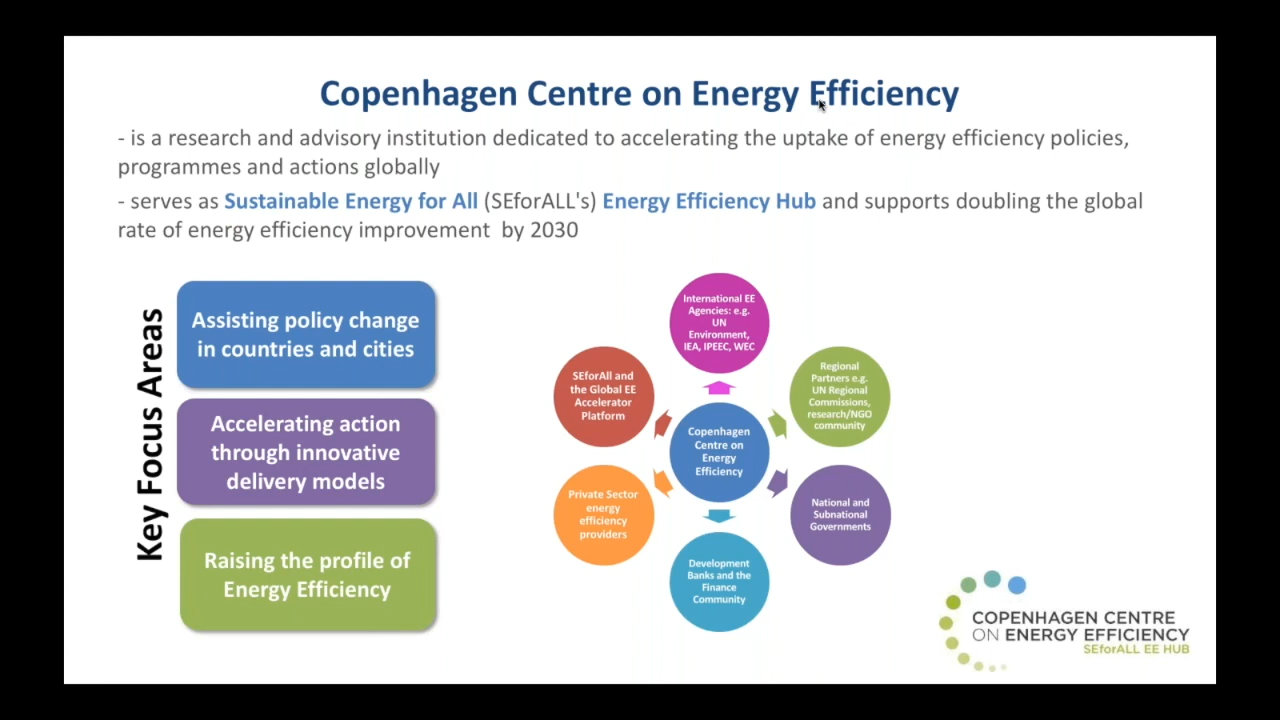 Copenhagen Centre on Energy Efficiency
- is a research and advisory institution dedicated to accelerating the uptake of energy efficiency policies,
programmes and actions globally
- serves as Sustainable Energy for All (SEforALL's) Energy Efficiency Hub and supports doubling the global
rate of energy efficiency improvement by 2030
Key Focus Areas
Assisting policy change
in countries and cities
Accelerating action
through innovative
delivery models
Raising the profile of
Energy Efficiency
International EE
Agencies: e.g.
UN
Environment,
IEA, IPEEC, WEC
Regional
Partners e.g.
UN Regional
Commissions,
research/NGO
community
National and
Subnational
Governments
Development
Banks and the
Finance
Community
Private Sector
energy
efficiency
providers
SEforAll and
the Global EE
Accelerator
Platform
Copenhagen
Centre on
Energy
Efficiency
COPENHAGEN CENTRE
ON ENERGY EFFICIENCY
SEforALL EE HUB